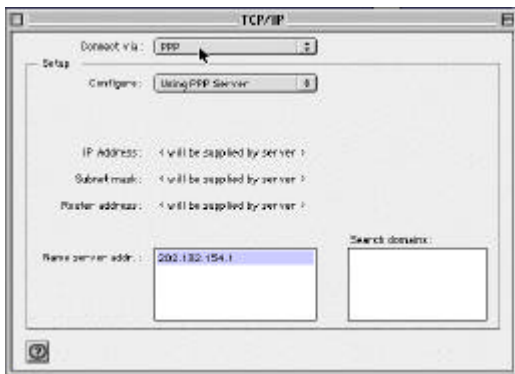 TCP/IP
Connect via: PPP
Setup
Configure: Using PPP Server
IP Address: < will be supplied by server >
Subnet mask: < will be supplied by server >
Router address: < will be supplied by server >
Search domains:
Name server addr.: 202.182.154.1